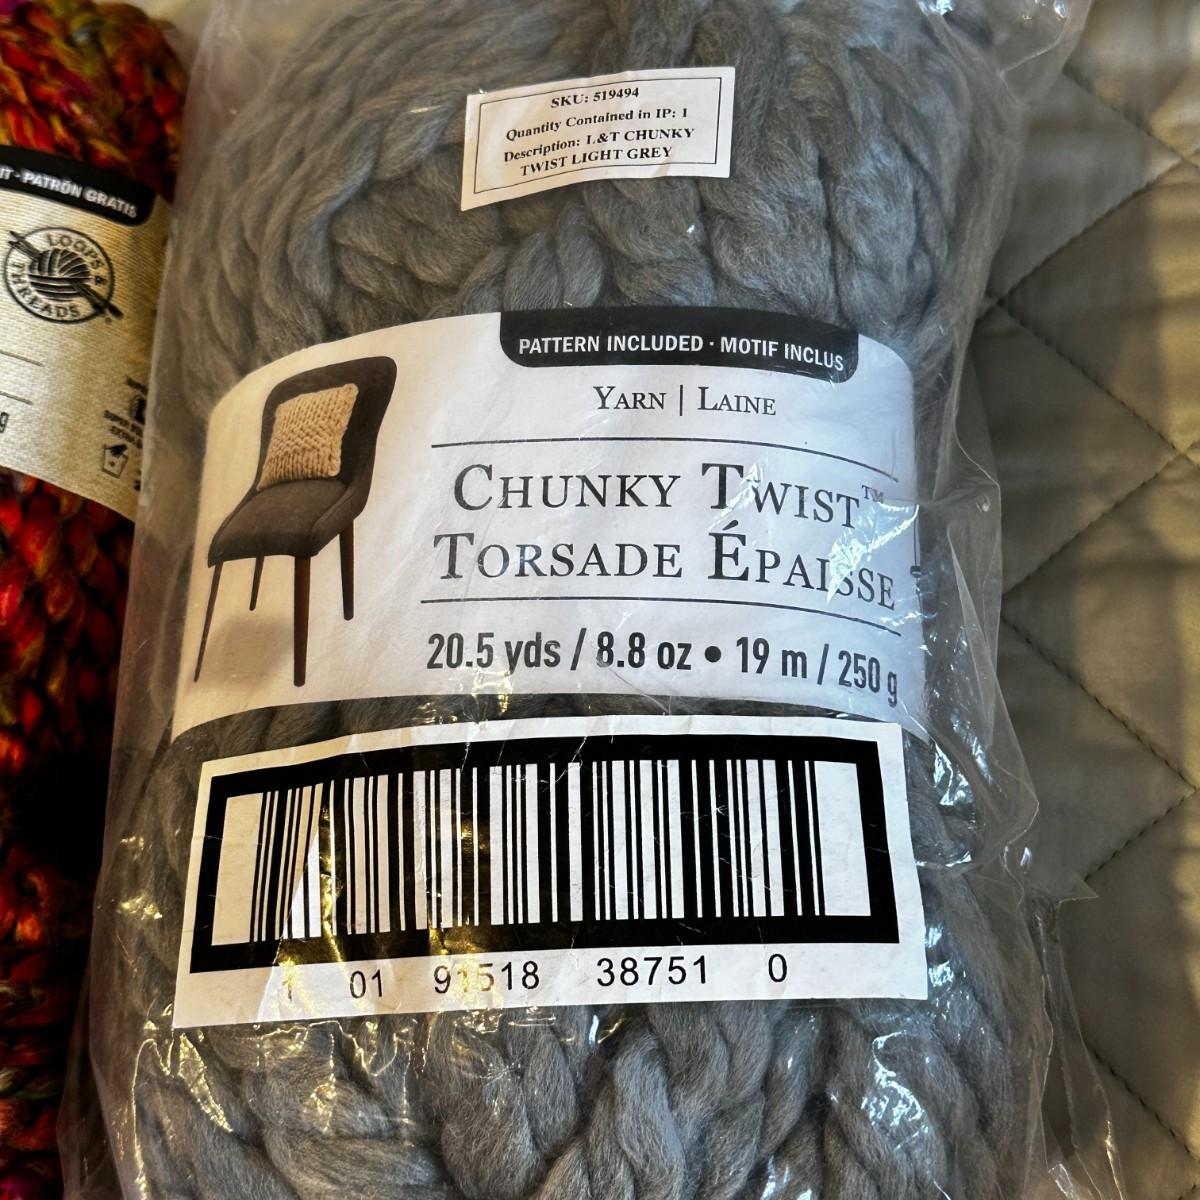 SKU: 519494
Quantity Contained in IP: 1
Description: L&T CHUNKY
TWIST LIGHT GREY
PATTERN INCLUDED · MOTIF INCLUS
YARN | LAINE
CHUNKY TWIST™
TORSADE ÉPAISSE
20.5 yds / 8.8 oz • 19 m / 250 g
1 01 91518 38751 0
PATRÓN GRATIS
LOOPS &
THREADS
g